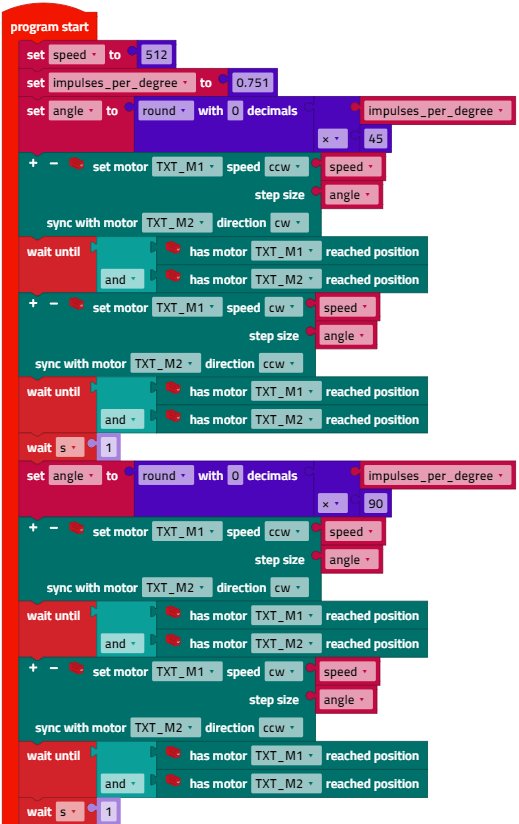 program start
set speed to 512
set impulses_per_degree to 0.751
set angle to round with 0 decimals impulses_per_degree
× 45
+ − set motor TXT_M1 speed ccw speed
step size angle
sync with motor TXT_M2 direction cw
wait until has motor TXT_M1 reached position
and has motor TXT_M2 reached position
+ − set motor TXT_M1 speed cw speed
step size angle
sync with motor TXT_M2 direction ccw
wait until has motor TXT_M1 reached position
and has motor TXT_M2 reached position
wait s 1
set angle to round with 0 decimals impulses_per_degree
× 90
+ − set motor TXT_M1 speed ccw speed
step size angle
sync with motor TXT_M2 direction cw
wait until has motor TXT_M1 reached position
and has motor TXT_M2 reached position
+ − set motor TXT_M1 speed cw speed
step size angle
sync with motor TXT_M2 direction ccw
wait until has motor TXT_M1 reached position
and has motor TXT_M2 reached position
wait s 1